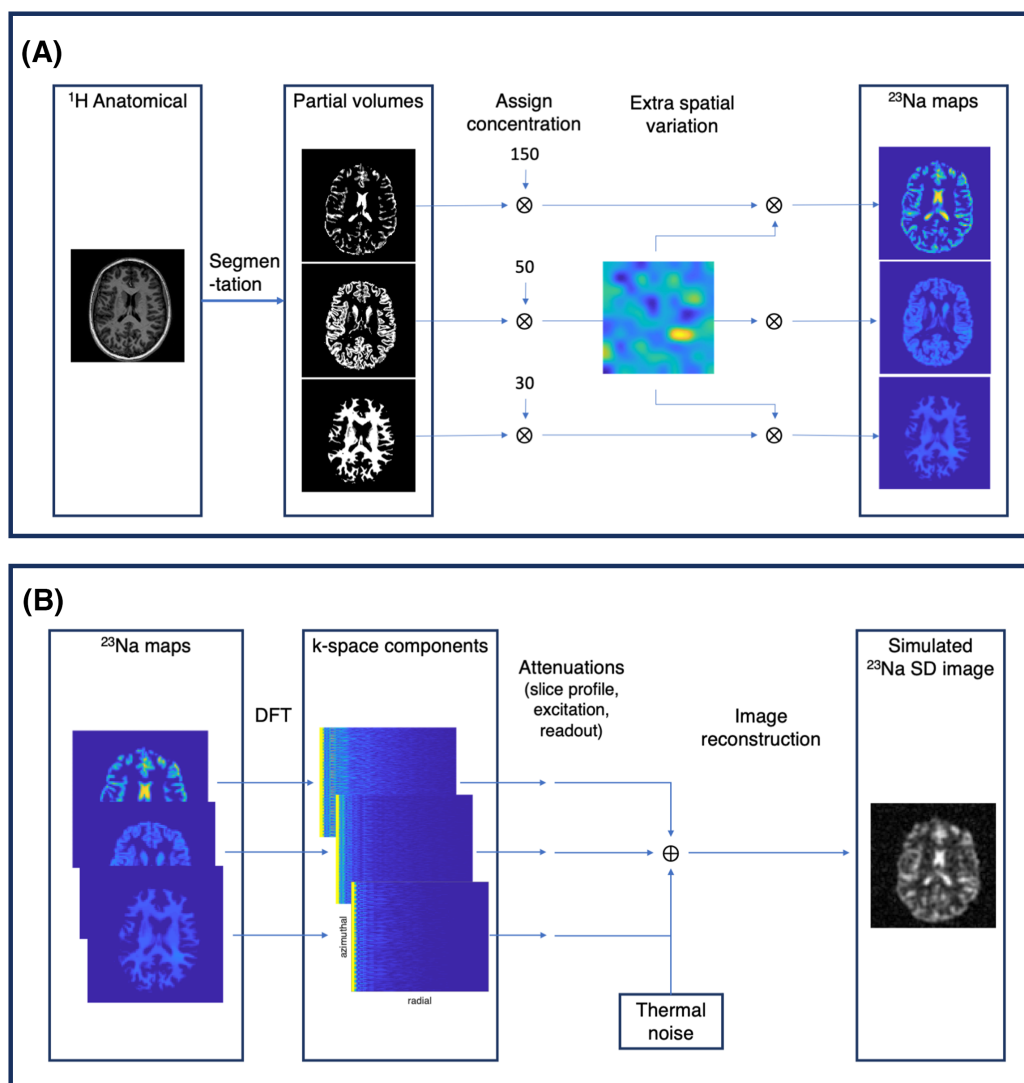 (A)
¹H Anatomical
Partial volumes
Assign
concentration
Extra spatial
variation
²³Na maps
150
Segmen
-tation
50
30
(B)
²³Na maps
k-space components
Attenuations
(slice profile,
excitation,
readout)
Simulated
²³Na SD image
DFT
Image
reconstruction
azimuthal
radial
Thermal
noise